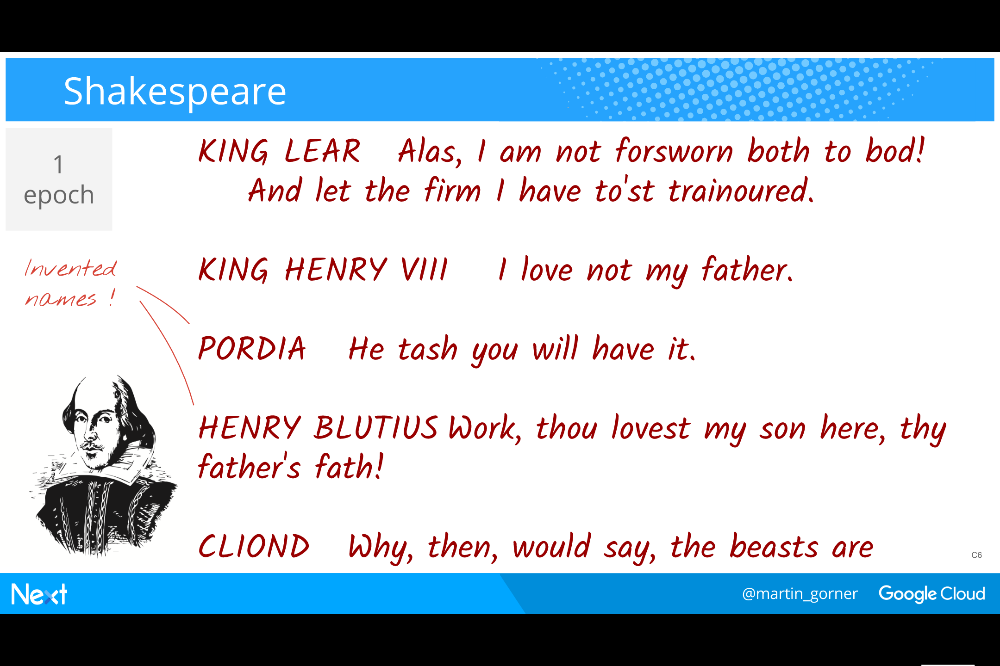 Shakespeare
1
epoch
KING LEAR Alas, I am not forsworn both to bod!
And let the firm I have to'st trainoured.
Invented
names !
KING HENRY VIII I love not my father.
PORDIA He tash you will have it.
HENRY BLUTIUS Work, thou lovest my son here, thy
father's fath!
CLIOND Why, then, would say, the beasts are
C6
Next
@martin_gorner
Google Cloud